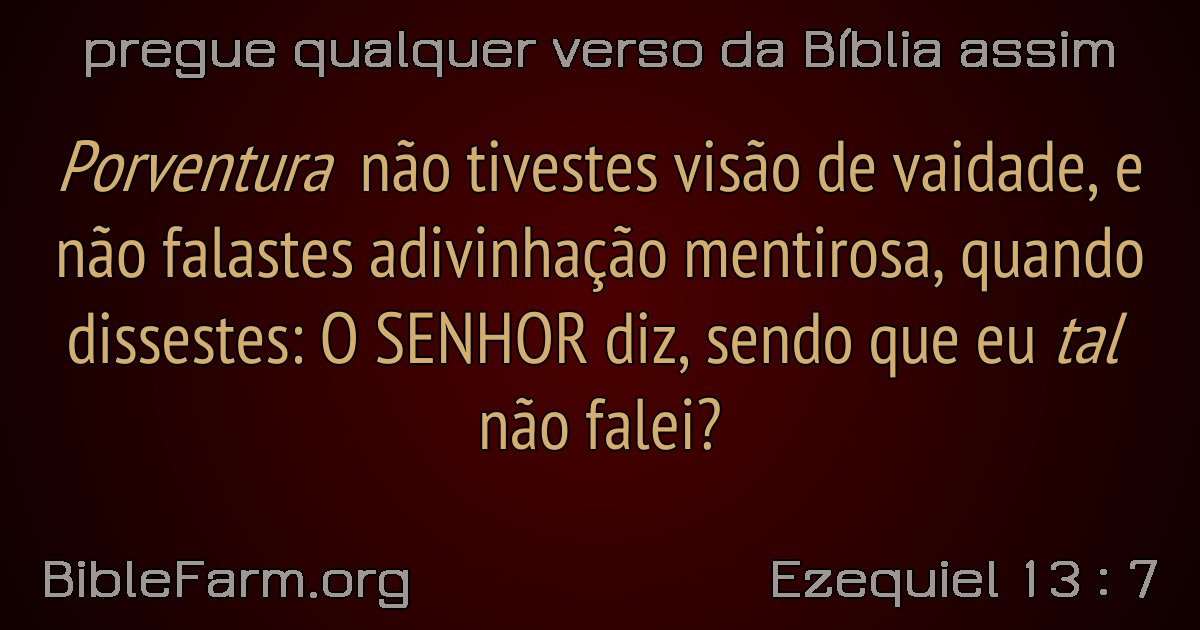 pregue qualquer verso da Bíblia assim
Porventura não tivestes visão de vaidade, e
não falastes adivinhação mentirosa, quando
dissestes: O SENHOR diz, sendo que eu tal
não falei?
BibleFarm.org
Ezequiel 13 : 7